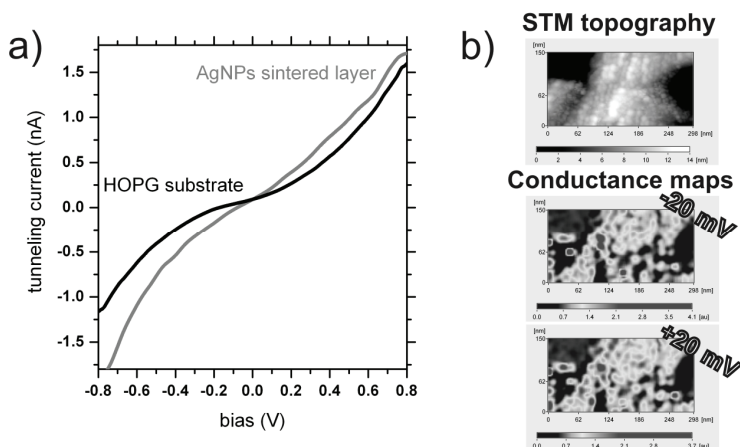 a)
tunneling current (nA)
1.5
1.0
0.5
0.0
-0.5
-1.0
-1.5
AgNPs sintered layer
HOPG substrate
-0.8 -0.6 -0.4 -0.2 0.0 0.2 0.4 0.6 0.8
bias (V)
b)
STM topography
[nm]
150
62
0
0 62 124 186 248 298 [nm]
0 2 4 6 8 10 12 14 [nm]
Conductance maps
-20 mV
[nm]
150
62
0
0 62 124 186 248 298 [nm]
0.0 0.7 1.4 2.1 2.8 3.5 4.1 [au]
+20 mV
[nm]
150
62
0
0 62 124 186 248 298 [nm]
0.0 0.7 1.4 2.1 2.8 3.7 [au]